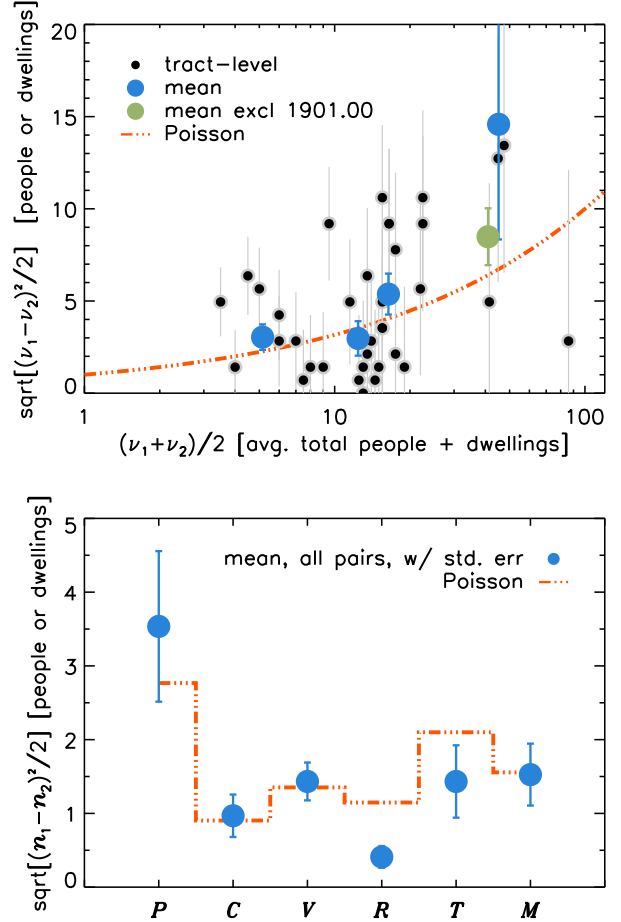 sqrt[(ν₁−ν₂)²/2] [people or dwellings]
20
15
10
5
0
tract−level
mean
mean excl 1901.00
Poisson
1
10
100
(ν₁+ν₂)/2 [avg. total people + dwellings]
sqrt[(n₁−n₂)²/2] [people or dwellings]
5
4
3
2
1
0
mean, all pairs, w/ std. err
Poisson
P C V R T M